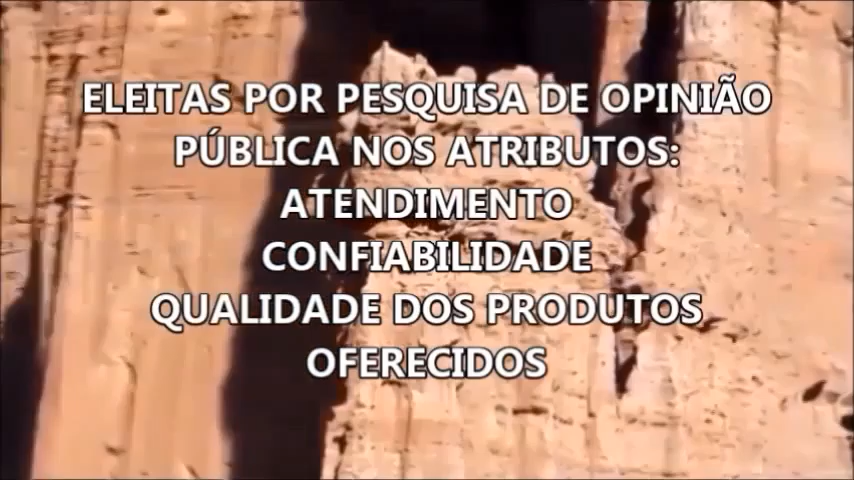 ELEITAS POR PESQUISA DE OPINIÃO
PÚBLICA NOS ATRIBUTOS:
ATENDIMENTO
CONFIABILIDADE
QUALIDADE DOS PRODUTOS
OFERECIDOS